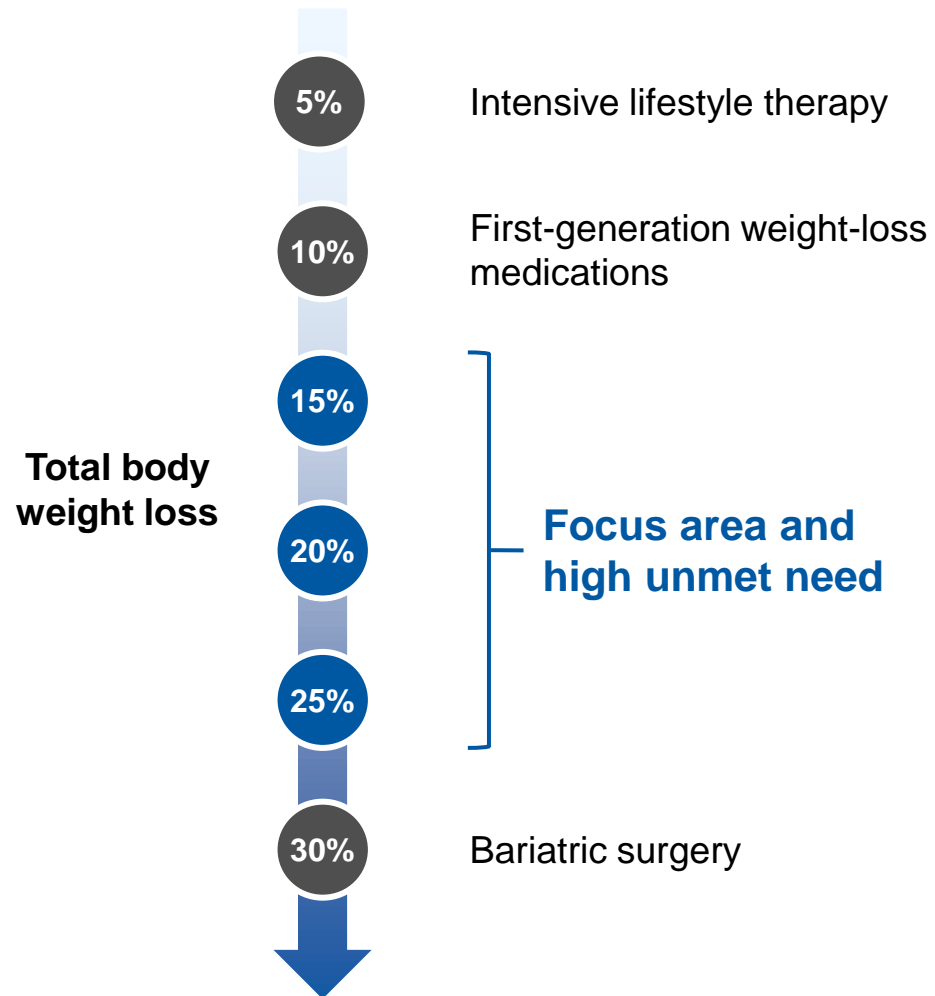 5%
Intensive lifestyle therapy
10%
First-generation weight-loss
medications
15%
Total body
weight loss
20%
Focus area and
high unmet need
25%
30%
Bariatric surgery